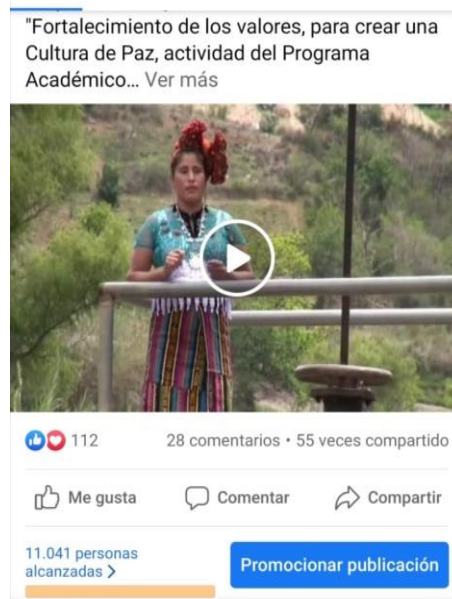 "Fortalecimiento de los valores, para crear una
Cultura de Paz, actividad del Programa
Académico... Ver más
112
28 comentarios • 55 veces compartido
Me gusta
Comentar
Compartir
11.041 personas
alcanzadas >
Promocionar publicación